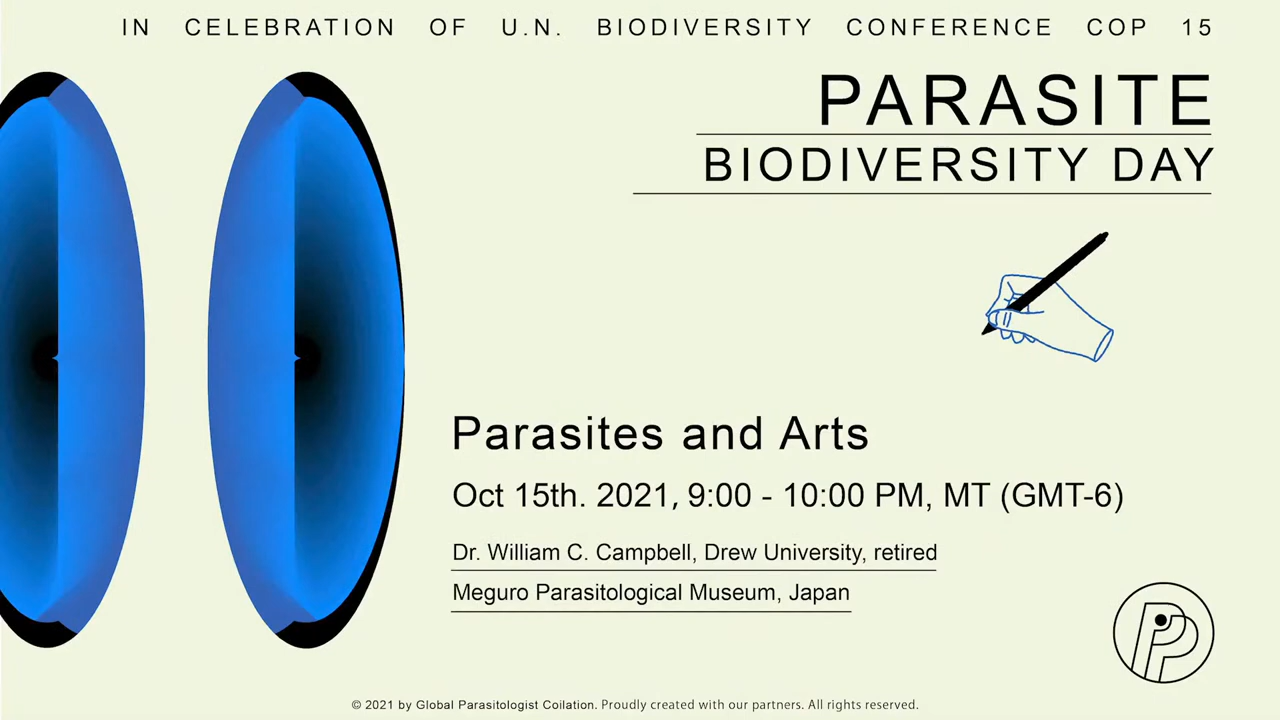 IN CELEBRATION OF U.N. BIODIVERSITY CONFERENCE COP 15
PARASITE
BIODIVERSITY DAY
Parasites and Arts
Oct 15th. 2021, 9:00 - 10:00 PM, MT (GMT-6)
Dr. William C. Campbell, Drew University, retired
Meguro Parasitological Museum, Japan
© 2021 by Global Parasitologist Coilation. Proudly created with our partners. All rights reserved.